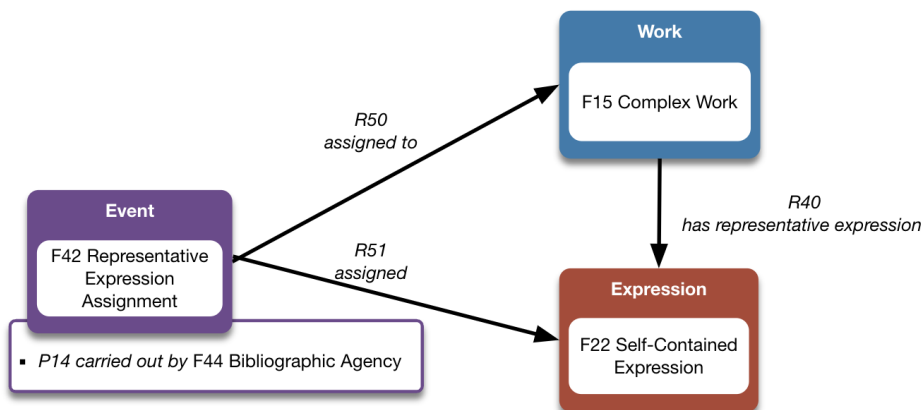 Work
F15 Complex Work
R50
assigned to
R40
has representative expression
Event
F42 Representative
Expression
Assignment
R51
assigned
Expression
F22 Self-Contained
Expression
▪ P14 carried out by F44 Bibliographic Agency